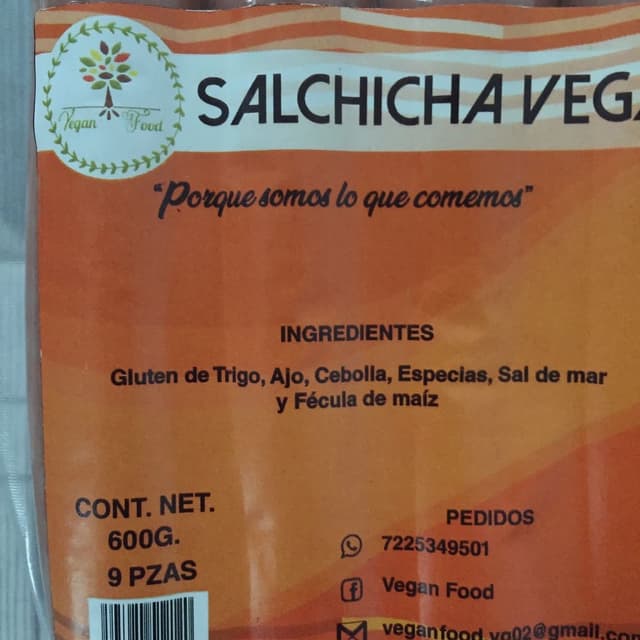 Vegan Food
SALCHICHA VEGA
"Porque somos lo que comemos"
INGREDIENTES
Gluten de Trigo, Ajo, Cebolla, Especias, Sal de mar
y Fécula de maíz
CONT. NET.
600G.
9 PZAS
PEDIDOS
7225349501
Vegan Food
veganfood.vg02@gmail.co